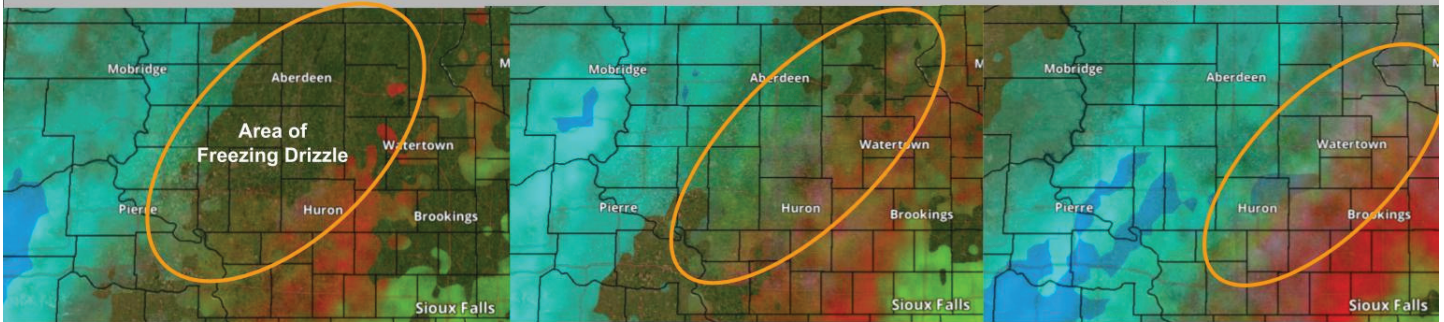 Mobridge
Aberdeen
Area of
Freezing Drizzle
Watertown
Pierre
Huron
Brookings
Sioux Falls
Mobridge
Aberdeen
Watertown
Pierre
Huron
Brookings
Sioux Falls
Mobridge
Aberdeen
Watertown
Pierre
Huron
Brookings
Sioux Falls